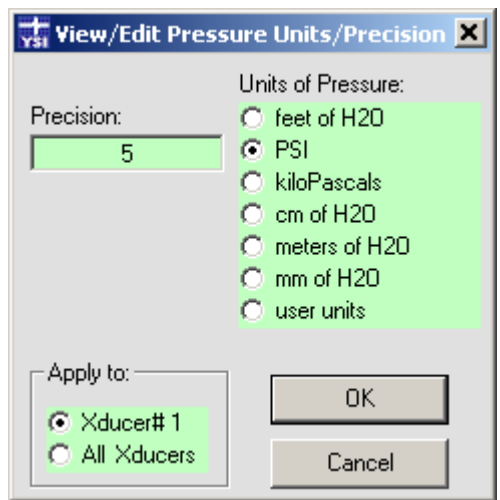 YSI View/Edit Pressure Units/Precision
Units of Pressure:
Precision:
5
feet of H2O
PSI
kiloPascals
cm of H2O
meters of H2O
mm of H2O
user units
Apply to:
Xducer# 1
All Xducers
OK
Cancel